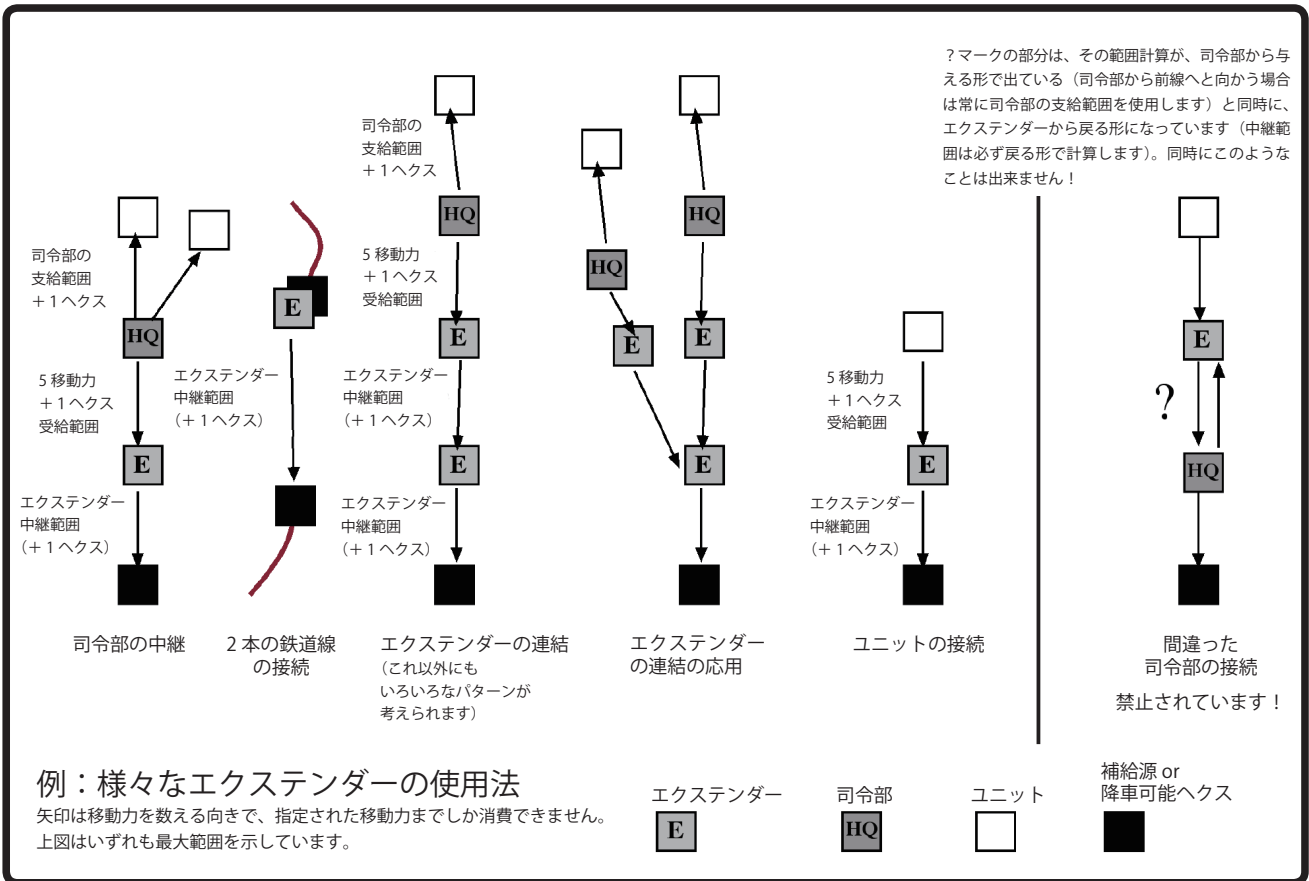 ？マークの部分は、その範囲計算が、司令部から与
える形で出ている（司令部から前線へと向かう場合
は常に司令部の支給範囲を使用します）と同時に、
エクステンダーから戻る形になっています（中継範
囲は必ず戻る形で計算します）。同時にこのような
ことは出来ません！
司令部の
支給範囲
＋１ヘクス
HQ
5 移動力
＋１ヘクス
受給範囲
E
エクステンダー
中継範囲
（＋１ヘクス）
司令部の中継
E
エクステンダー
中継範囲
（＋１ヘクス）
2 本の鉄道線
の接続
司令部の
支給範囲
＋１ヘクス
HQ
5 移動力
＋１ヘクス
受給範囲
E
エクステンダー
中継範囲
（＋１ヘクス）
E
エクステンダー
中継範囲
（＋１ヘクス）
エクステンダーの連結
（これ以外にも
いろいろなパターンが
考えられます）
HQ
HQ
E
E
E
エクステンダー
の連結の応用
5 移動力
＋１ヘクス
受給範囲
E
エクステンダー
中継範囲
（＋１ヘクス）
ユニットの接続
E
?
HQ
間違った
司令部の接続
禁止されています！
例：様々なエクステンダーの使用法
矢印は移動力を数える向きで、指定された移動力までしか消費できません。
上図はいずれも最大範囲を示しています。
エクステンダー
E
司令部
HQ
ユニット
補給源 or
降車可能ヘクス